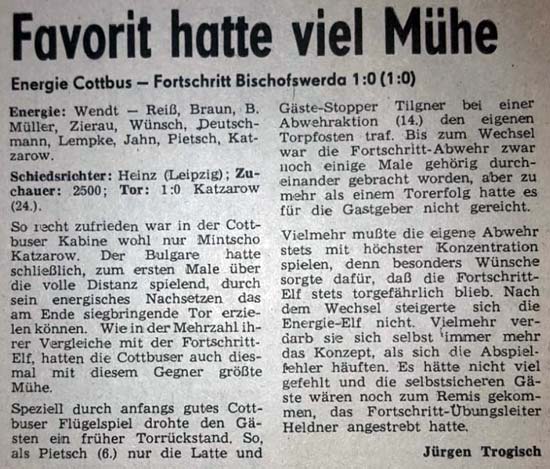 Favorit hatte viel Mühe
Energie Cottbus — Fortschritt Bischofswerda 1:0 (1:0)
Energie: Wendt — Reiß, Braun, B.
Müller, Zierau, Wünsch, Deutsch-
mann, Lempke, Jahn, Pietsch, Kat-
zarow.
Schiedsrichter: Heinz (Leipzig); Zu-
chauer: 2500; Tor: 1:0 Katzarow
(24.).
So recht zufrieden war in der Cott-
buser Kabine wohl nur Mintscho
Katzarow. Der Bulgare hatte
schließlich, zum ersten Male über
die volle Distanz spielend, durch
sein energisches Nachsetzen das
am Ende siegbringende Tor erzie-
len können. Wie in der Mehrzahl ih-
rer Vergleiche mit der Fortschritt-
Elf, hatten die Cottbuser auch dies-
mal mit diesem Gegner größte
Mühe.
Speziell durch anfangs gutes Cott-
buser Flügelspiel drohte den Gä-
sten ein früher Torrückstand. So,
als Pietsch (6.) nur die Latte und
Gäste-Stopper Tilgner bei einer
Abwehraktion (14.) den eigenen
Torpfosten traf. Bis zum Wechsel
war die Fortschritt-Abwehr zwar
noch einige Male gehörig durch-
einander gebracht worden, aber zu
mehr als einem Torerfolg hatte es
für die Gastgeber nicht gereicht.
Vielmehr mußte die eigene Abwehr
stets mit höchster Konzentration
spielen, denn besonders Wünsche
sorgte dafür, daß die Fortschritt-
Elf stets torgefährlich blieb. Nach
dem Wechsel steigerte sich die
Energie-Elf nicht. Vielmehr ver-
darb sie sich selbst immer mehr
das Konzept, als sich die Abspiel-
fehler häuften. Es hätte nicht viel
gefehlt und die selbstsicheren Gä-
ste wären noch zum Remis gekom-
men, das Fortschritt-Übungsleiter
Heldner angestrebt hatte.
Jürgen Trogisch